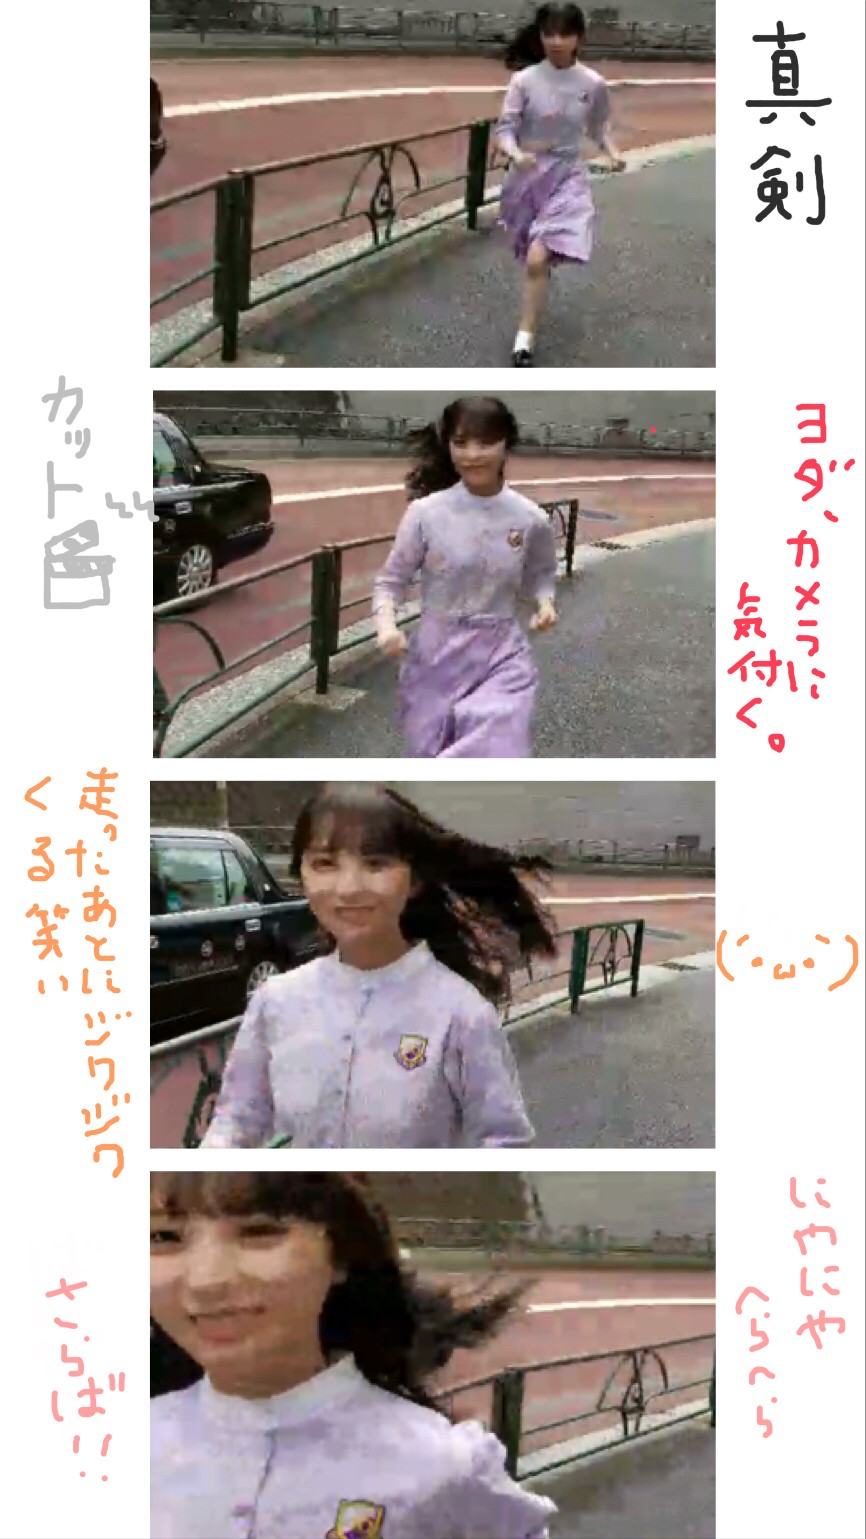 真剣
カット
ヨダ、カメラに
気付く。
走ったあとにジワジワ
くる笑い
(´･ω･`)
にやにや
へらへら
さらば!!